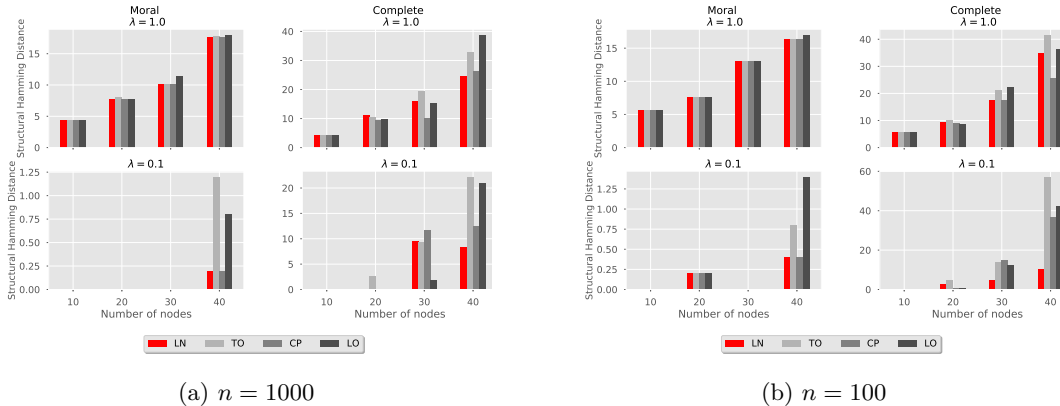 Moral
λ = 1.0
Complete
λ = 1.0
Structural Hamming Distance
15
10
5
0
40
30
20
10
0
λ = 0.1
λ = 0.1
Structural Hamming Distance
1.25
1.00
0.75
0.50
0.25
0.00
20
15
10
5
0
10 20 30 40
10 20 30 40
Number of nodes
Number of nodes
LN TO CP LO
(a) n = 1000
Moral
λ = 1.0
Complete
λ = 1.0
Structural Hamming Distance
15
10
5
0
40
30
20
10
0
λ = 0.1
λ = 0.1
Structural Hamming Distance
1.25
1.00
0.75
0.50
0.25
0.00
60
40
20
0
10 20 30 40
10 20 30 40
Number of nodes
Number of nodes
LN TO CP LO
(b) n = 100